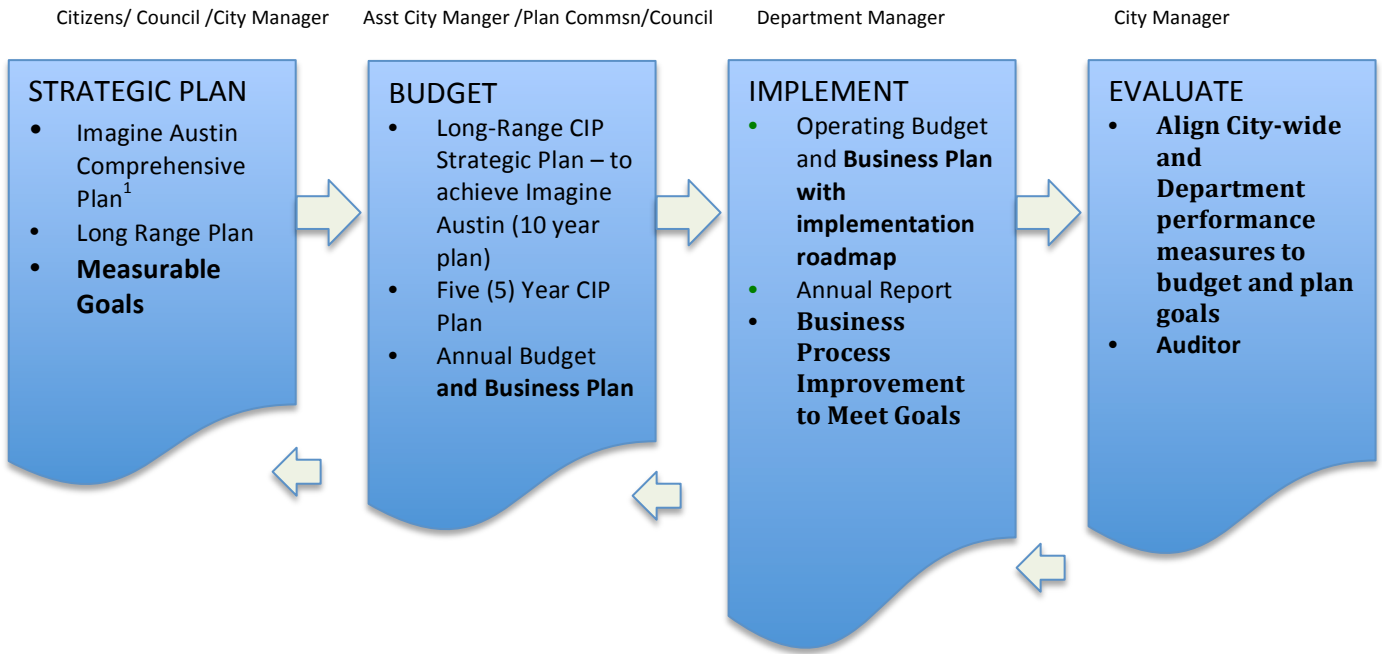 Citizens/ Council /City Manager
Asst City Manger /Plan Commsn/Council
Department Manager
City Manager
STRATEGIC PLAN
• Imagine Austin
Comprehensive
Plan1
• Long Range Plan
• Measurable
Goals
BUDGET
• Long-Range CIP
Strategic Plan – to
achieve Imagine
Austin (10 year
plan)
• Five (5) Year CIP
Plan
• Annual Budget
and Business Plan
IMPLEMENT
• Operating Budget
and Business Plan
with
implementation
roadmap
• Annual Report
• Business
Process
Improvement
to Meet Goals
EVALUATE
• Align City-wide
and
Department
performance
measures to
budget and plan
goals
• Auditor